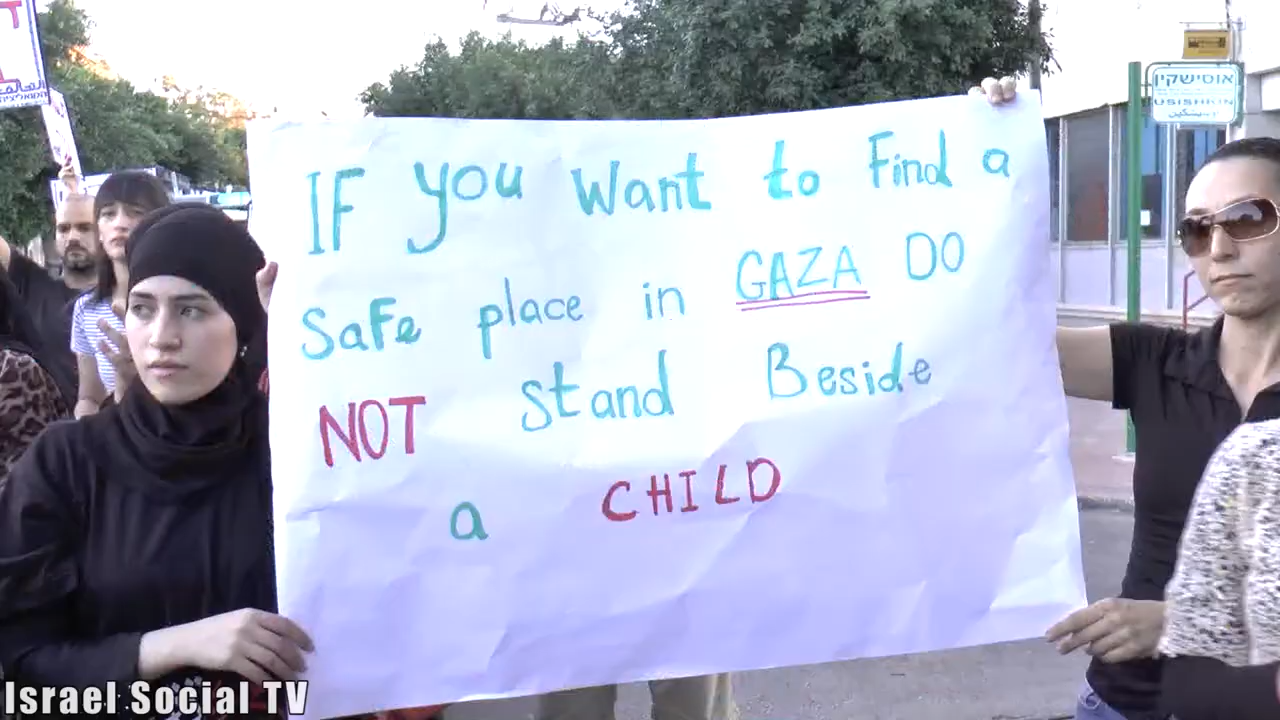 IF you want to Find a
Safe place in GAZA DO
NOT stand Beside
a CHILD
אוסישקין
USISHKIN
Israel Social TV